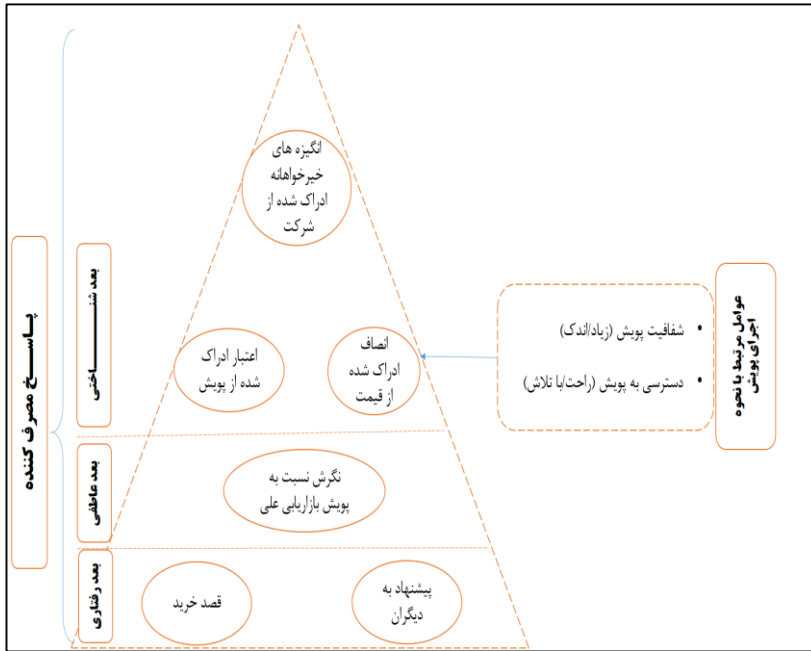 عوامل مرتبط با نحوه
اجرای پویش
• شفافیت پویش (زیاد/اندک)
• دسترسی به پویش (راحت/با تلاش)
انگیزه های
خیرخواهانه
ادراک شده از
شرکت
انصاف
ادراک شده
از قیمت
اعتبار ادراک
شده از پویش
نگرش نسبت به
پویش بازاریابی علی
پیشنهاد به
دیگران
قصد خرید
بعد شنـــــــــاختی
بعد عاطفی
بعد رفتاری
پـاســـخ مصرف کننده